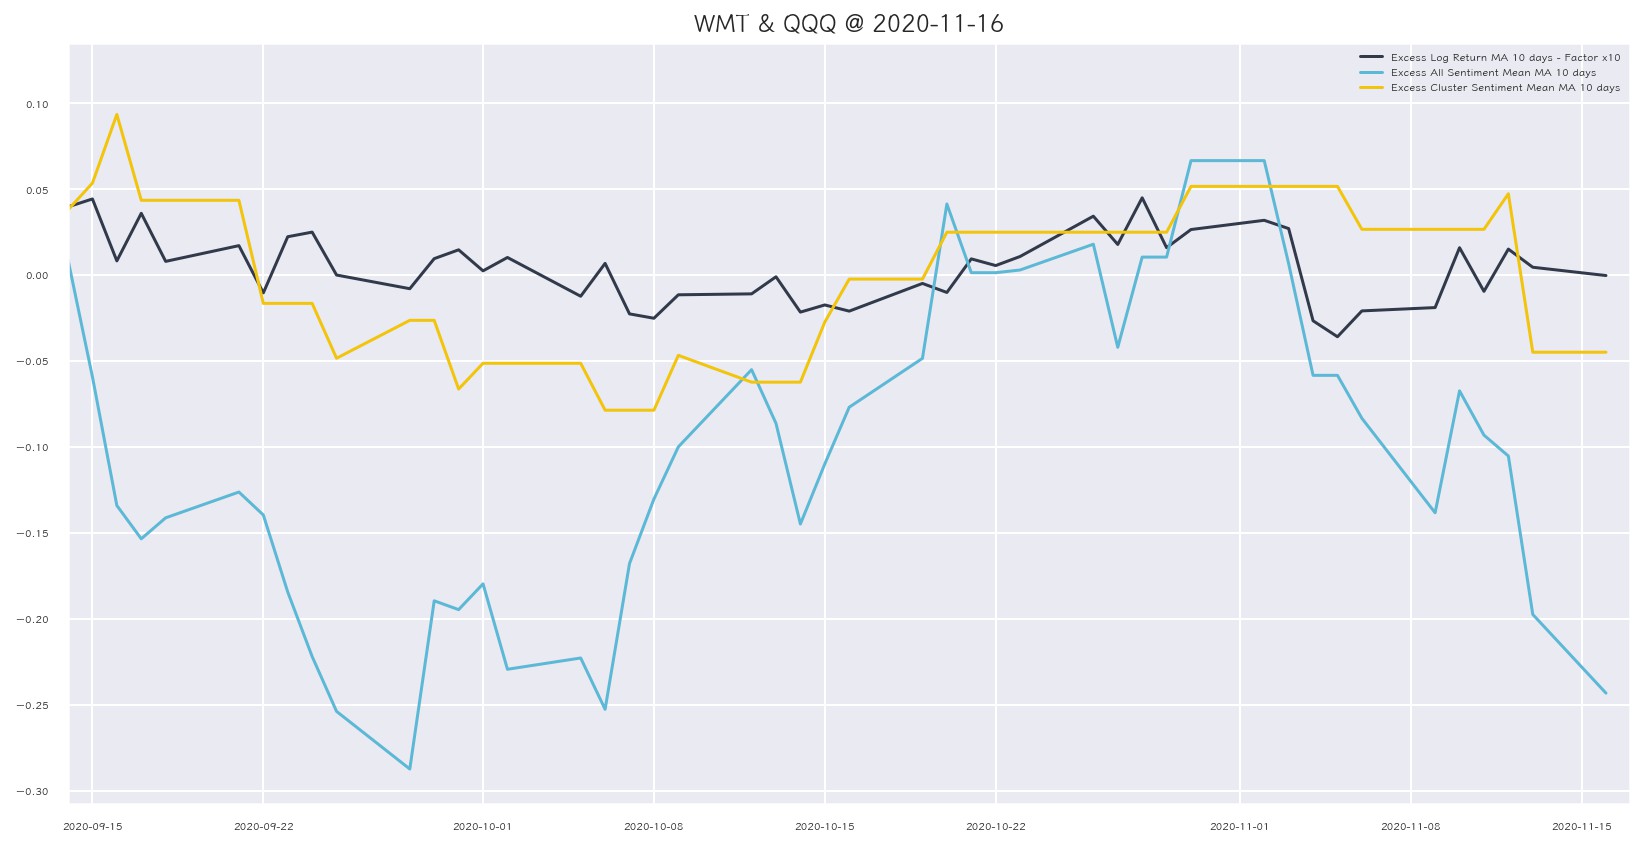 WMT & QQQ @ 2020-11-16
Excess Log Return MA 10 days - Factor x10
Excess All Sentiment Mean MA 10 days
Excess Cluster Sentiment Mean MA 10 days
0.10
0.05
0.00
−0.05
−0.10
−0.15
−0.20
−0.25
−0.30
2020-09-15 2020-09-22 2020-10-01 2020-10-08 2020-10-15 2020-10-22 2020-11-01 2020-11-08 2020-11-15